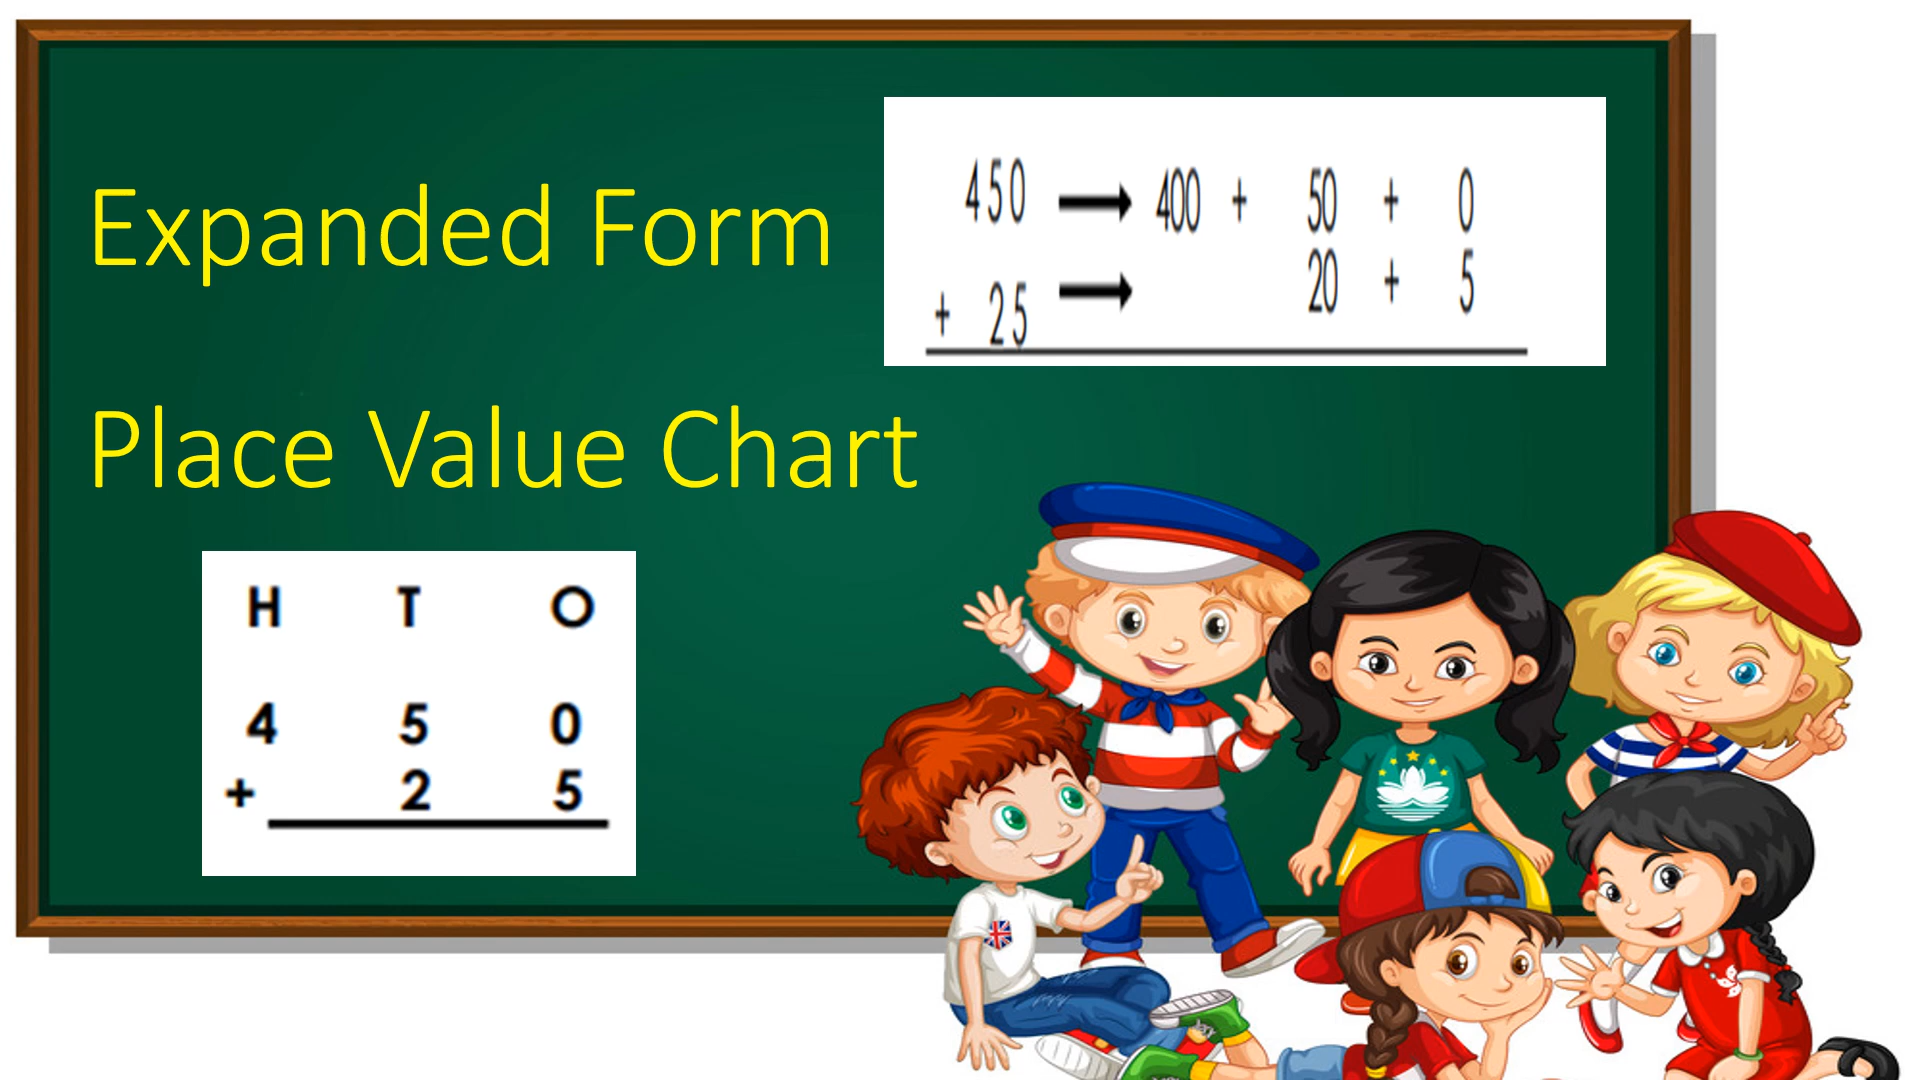 Expanded Form
450 → 400 + 50 + 0
+ 25 → 20 + 5
Place Value Chart
H T O
4 5 0
+ 2 5